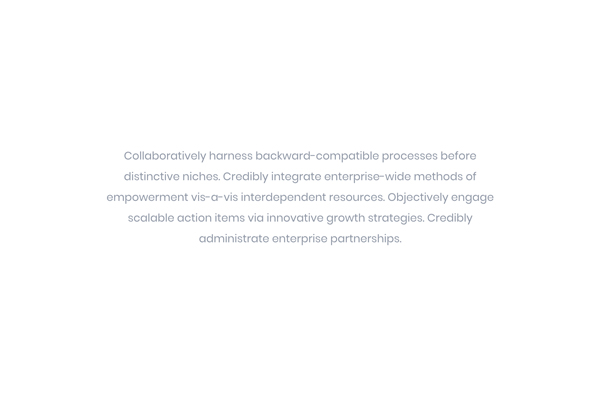 Collaboratively harness backward-compatible processes before
distinctive niches. Credibly integrate enterprise-wide methods of
empowerment vis-a-vis interdependent resources. Objectively engage
scalable action items via innovative growth strategies. Credibly
administrate enterprise partnerships.